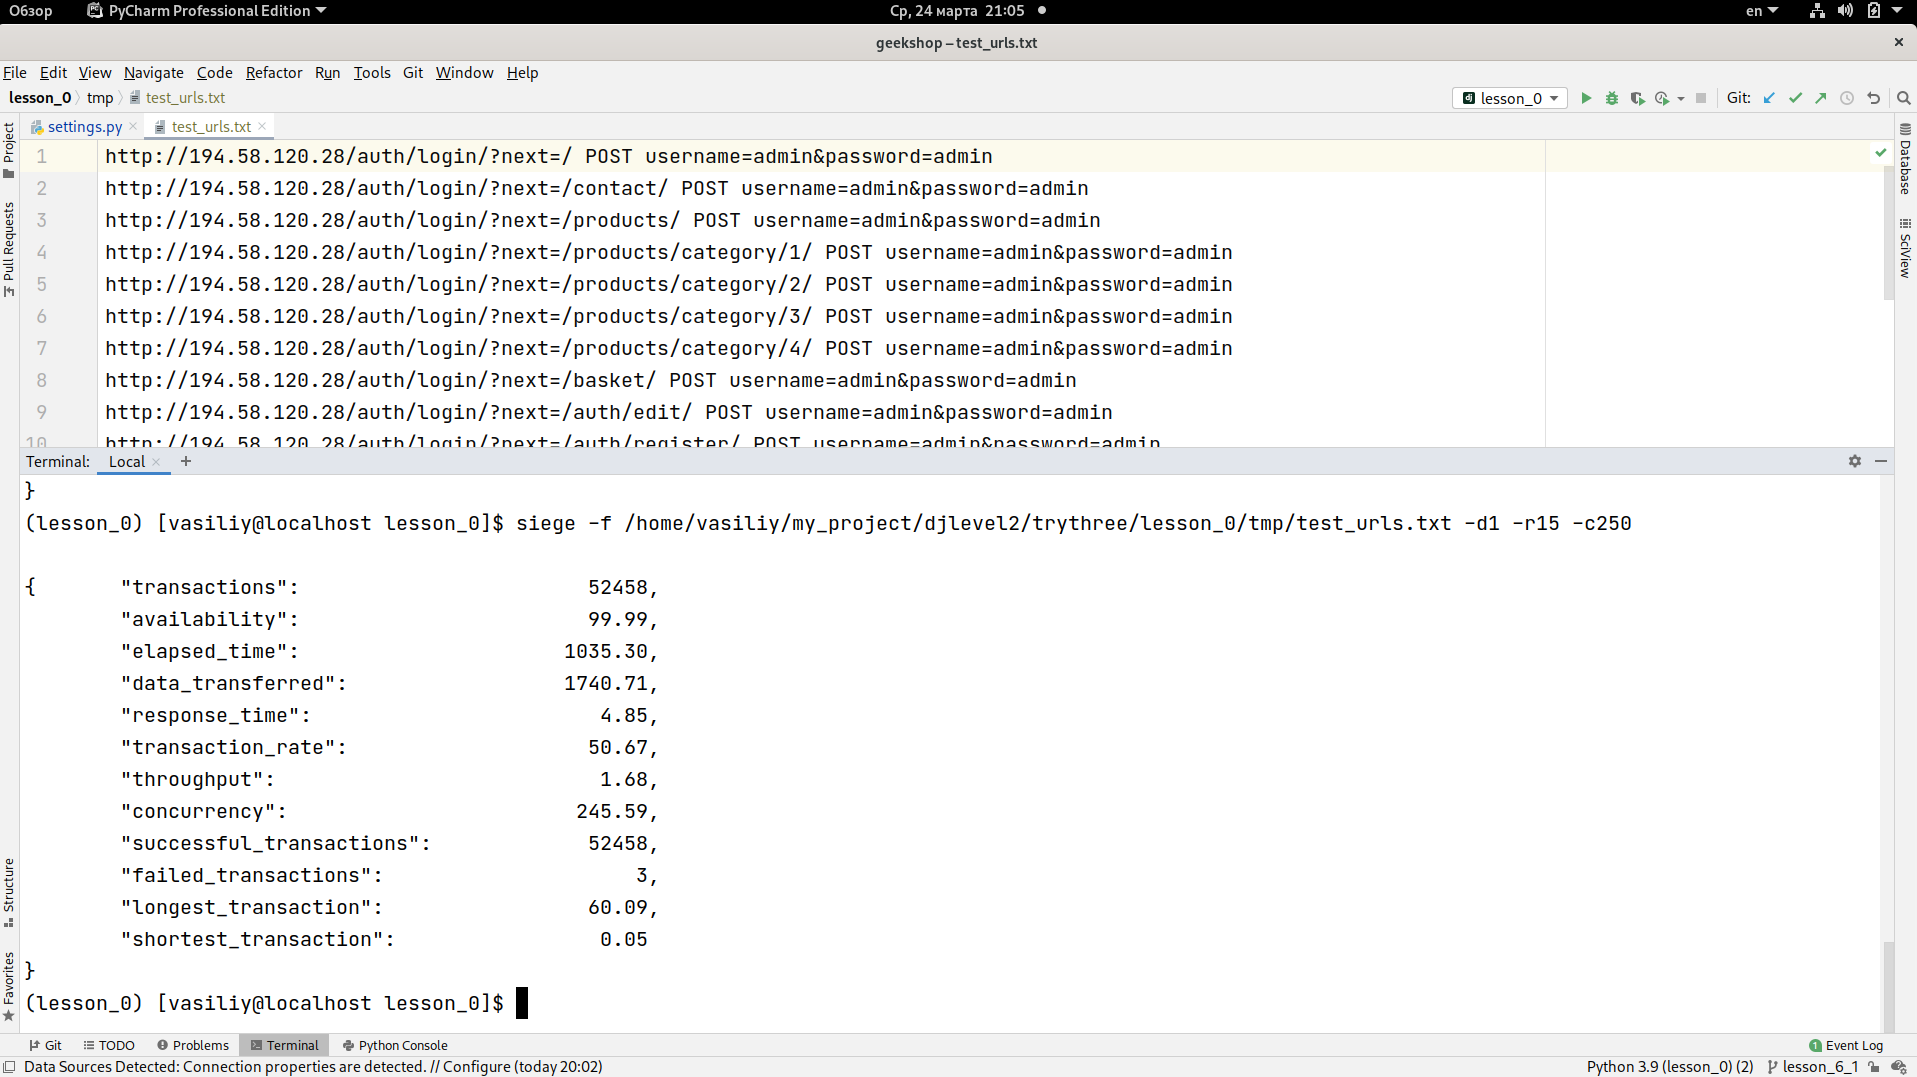 Обзор PyCharm Professional Edition Ср, 24 марта 21:05 en
geekshop – test_urls.txt
File Edit View Navigate Code Refactor Run Tools Git Window Help
lesson_0 tmp test_urls.txt lesson_0 Git:
settings.py test_urls.txt
1 http://194.58.120.28/auth/login/?next=/ POST username=admin&password=admin
2 http://194.58.120.28/auth/login/?next=/contact/ POST username=admin&password=admin
3 http://194.58.120.28/auth/login/?next=/products/ POST username=admin&password=admin
4 http://194.58.120.28/auth/login/?next=/products/category/1/ POST username=admin&password=admin
5 http://194.58.120.28/auth/login/?next=/products/category/2/ POST username=admin&password=admin
6 http://194.58.120.28/auth/login/?next=/products/category/3/ POST username=admin&password=admin
7 http://194.58.120.28/auth/login/?next=/products/category/4/ POST username=admin&password=admin
8 http://194.58.120.28/auth/login/?next=/basket/ POST username=admin&password=admin
9 http://194.58.120.28/auth/login/?next=/auth/edit/ POST username=admin&password=admin
10 http://194.58.120.28/auth/login/?next=/auth/register/ POST username=admin&password=admin
Project
Pull Requests
Structure
Favorites
Database
SciView
Terminal: Local +
}
(lesson_0) [vasiliy@localhost lesson_0]$ siege -f /home/vasiliy/my_project/djlevel2/trythree/lesson_0/tmp/test_urls.txt -d1 -r15 -c250
{ "transactions": 52458,
"availability": 99.99,
"elapsed_time": 1035.30,
"data_transferred": 1740.71,
"response_time": 4.85,
"transaction_rate": 50.67,
"throughput": 1.68,
"concurrency": 245.59,
"successful_transactions": 52458,
"failed_transactions": 3,
"longest_transaction": 60.09,
"shortest_transaction": 0.05
}
(lesson_0) [vasiliy@localhost lesson_0]$
Git TODO Problems Terminal Python Console 1 Event Log
Data Sources Detected: Connection properties are detected. // Configure (today 20:02) Python 3.9 (lesson_0) (2) lesson_6_1